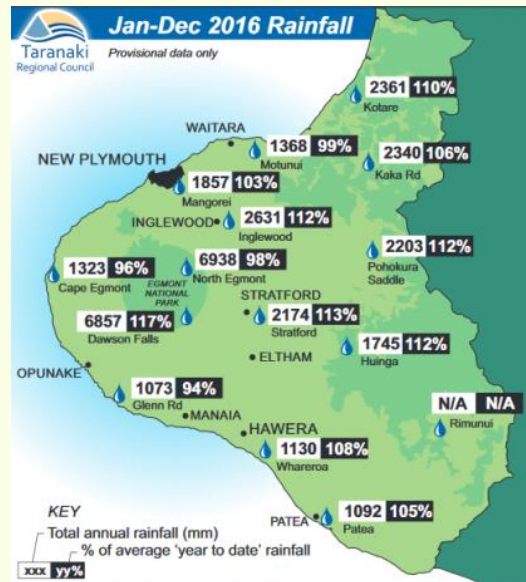 Jan-Dec 2016 Rainfall
Taranaki
Regional Council
Provisional data only
2361 110%
Kotare
WAITARA
1368 99%
Motunui
2340 106%
Kaka Rd
NEW PLYMOUTH
1857 103%
Mangorei
INGLEWOOD
2631 112%
Inglewood
2203 112%
Pohokura
Saddle
6938 98%
North Egmont
1323 96%
Cape Egmont
EGMONT
NATIONAL
PARK
STRATFORD
2174 113%
Stratford
6857 117%
Dawson Falls
1745 112%
Huinga
ELTHAM
OPUNAKE
1073 94%
Glenn Rd
MANAIA
N/A N/A
Rimunui
HAWERA
1130 108%
Whareroa
PATEA
1092 105%
Patea
KEY
Total annual rainfall (mm)
% of average 'year to date' rainfall
xxx yy%